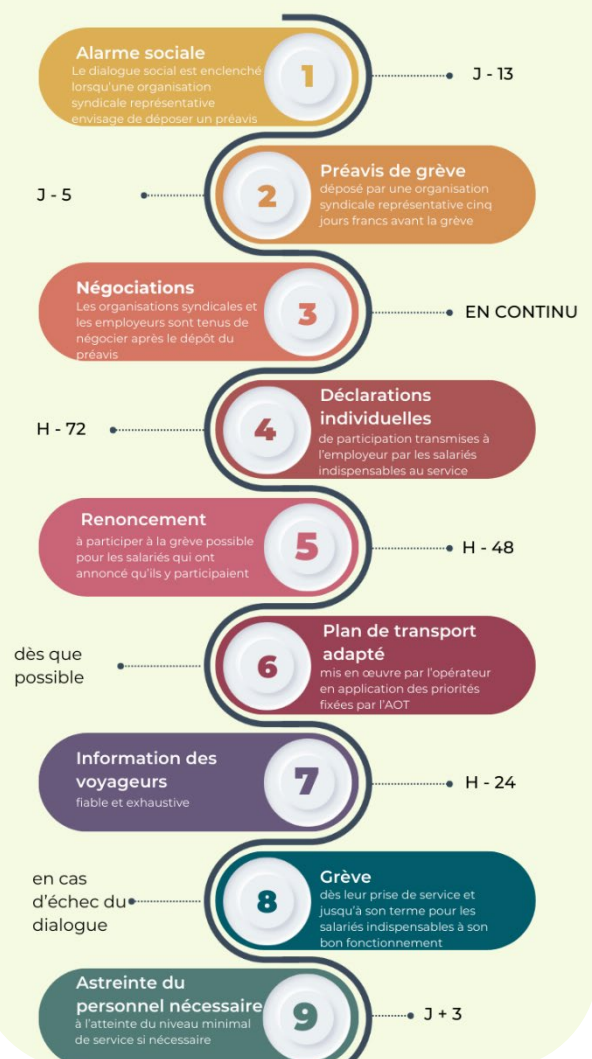 Alarme sociale
Le dialogue social est enclenché
lorsqu'une organisation
syndicale représentative
envisage de déposer un préavis
1
J - 13
J - 5
2
Préavis de grève
déposé par une organisation
syndicale représentative cinq
jours francs avant la grève
Négociations
Les organisations syndicales et
les employeurs sont tenus de
négocier après le dépôt du
préavis
3
EN CONTINU
H - 72
4
Déclarations
individuelles
de participation transmises à
l'employeur par les salariés
indispensables au service
Renoncement
à participer à la grève possible
pour les salariés qui ont
annoncé qu'ils y participaient
5
H - 48
dès que
possible
6
Plan de transport
adapté
mis en œuvre par l'opérateur
en application des priorités
fixées par l'AOT
Information des
voyageurs
fiable et exhaustive
7
H - 24
en cas
d'échec du
dialogue
8
Grève
dès leur prise de service et
jusqu'à son terme pour les
salariés indispensables à son
bon fonctionnement
Astreinte du
personnel nécessaire
à l'atteinte du niveau minimal
de service si nécessaire
9
J + 3